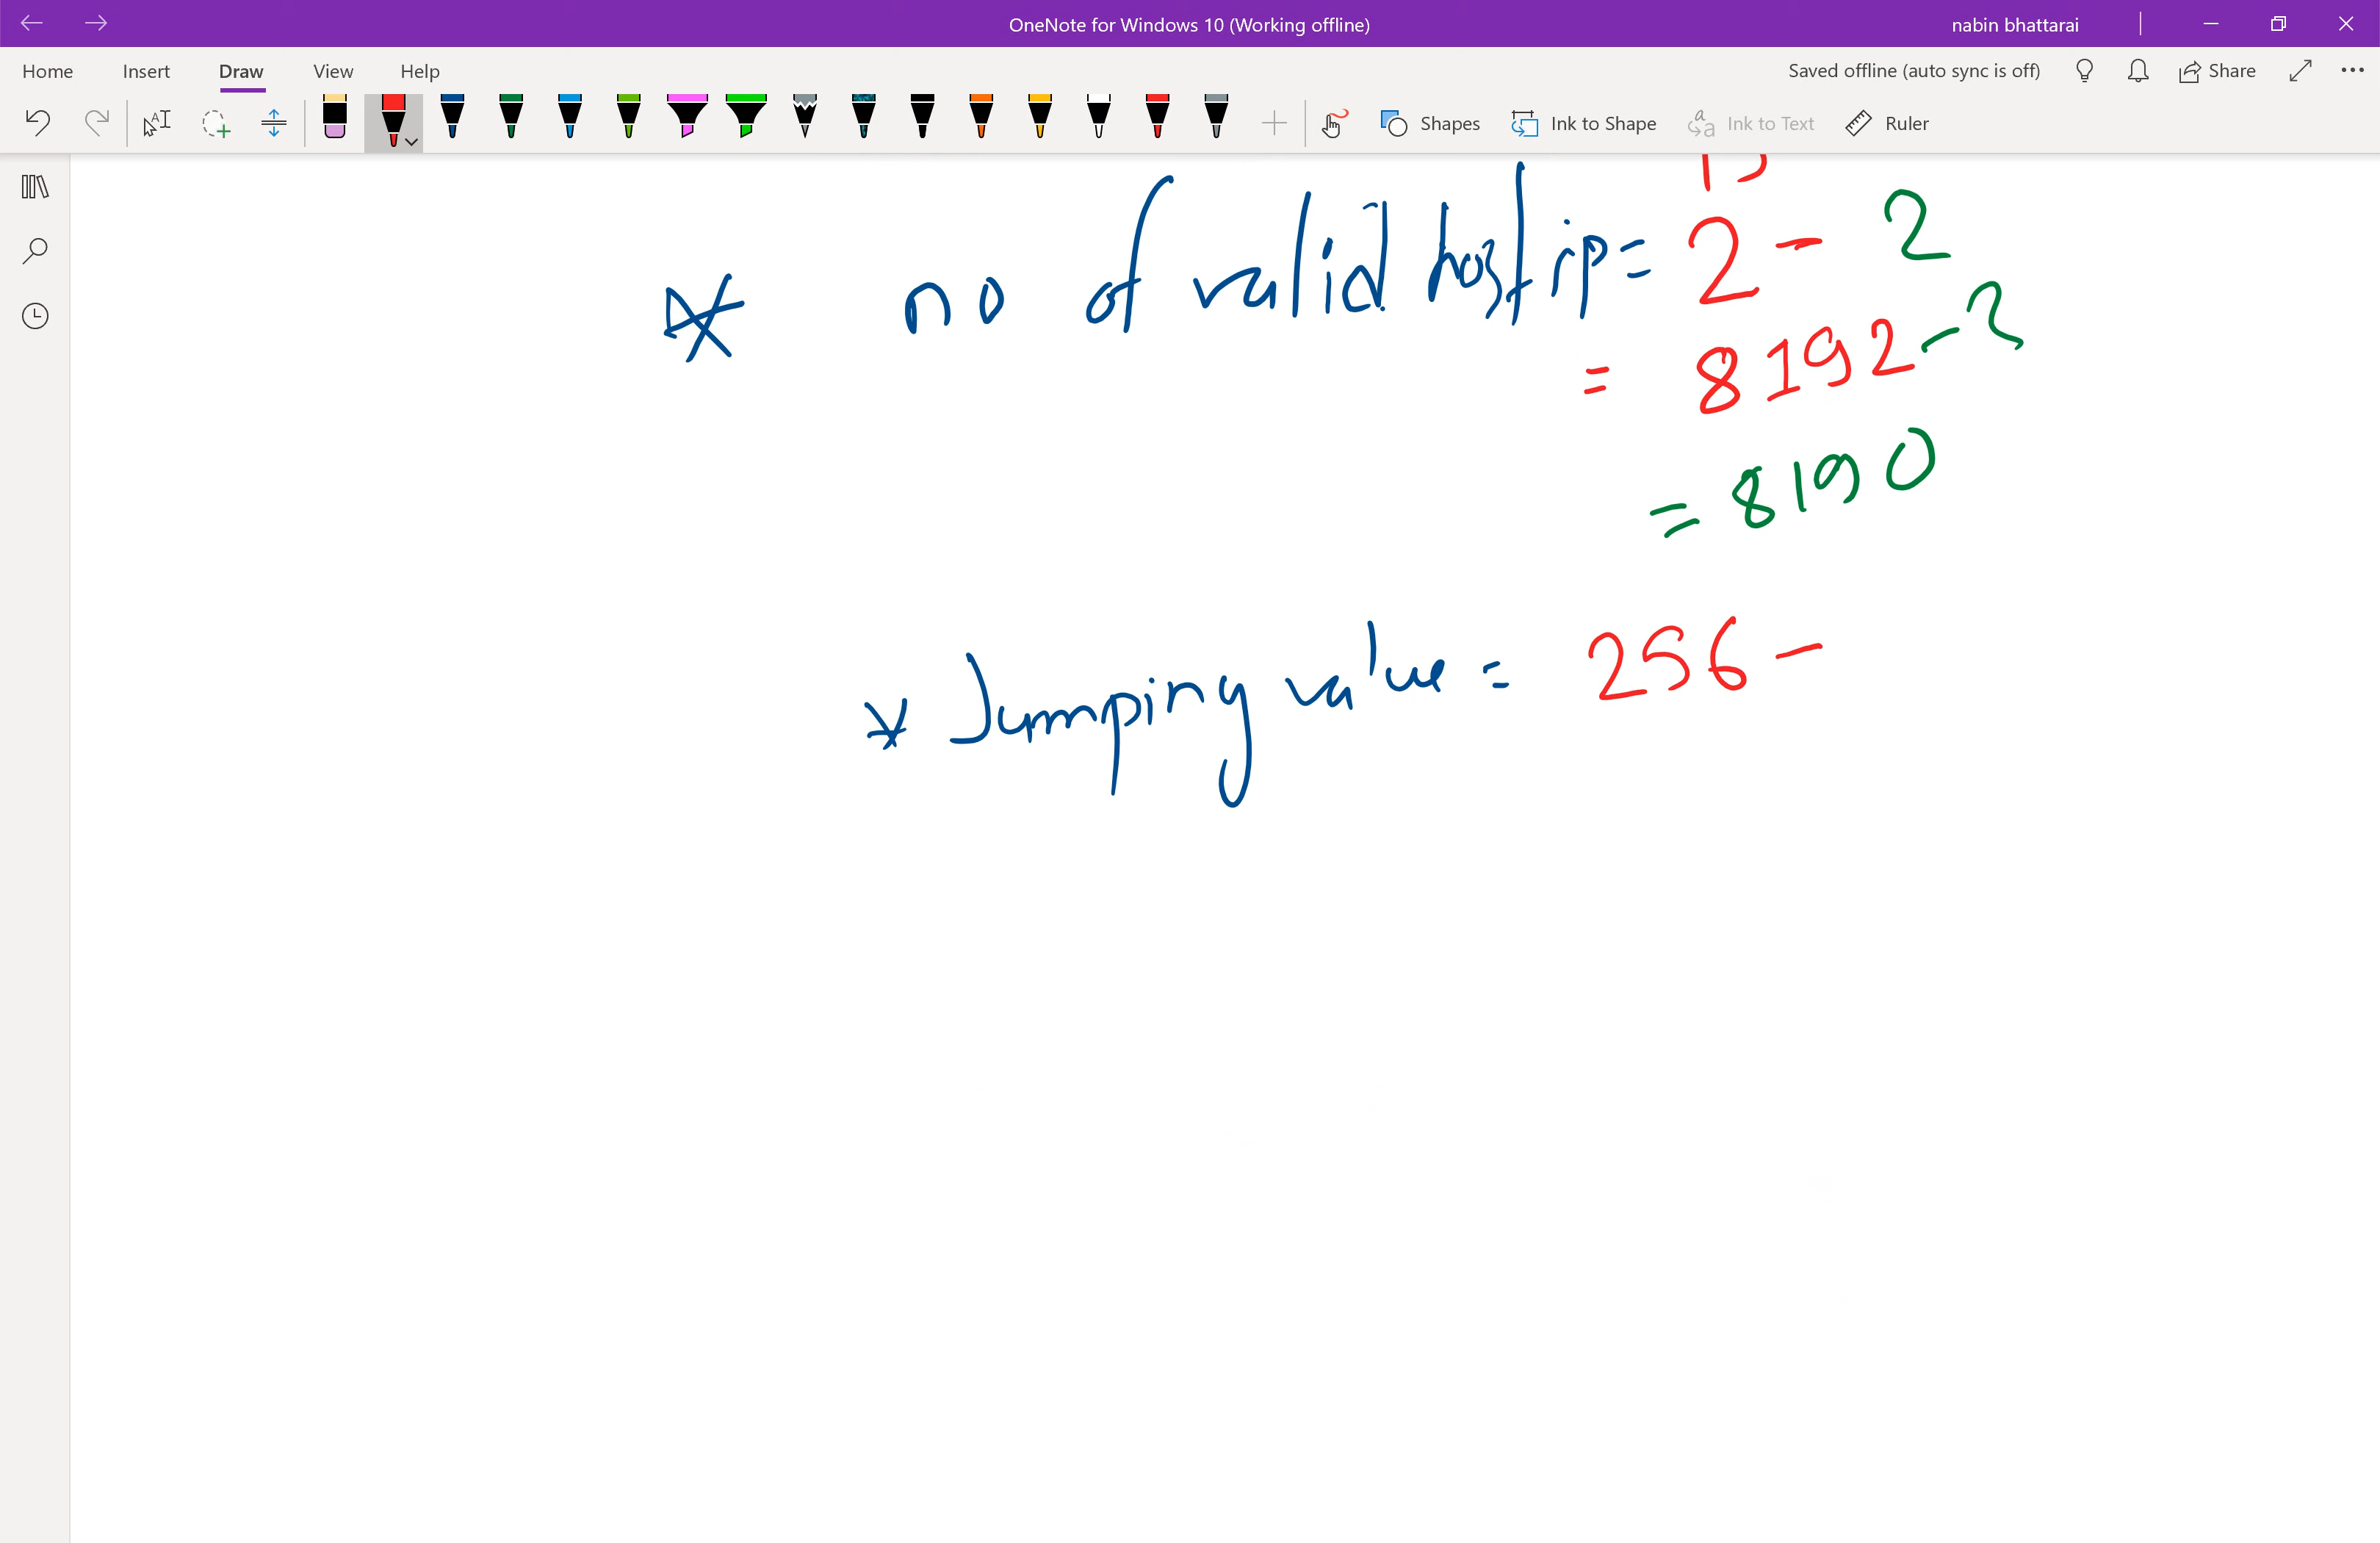 OneNote for Windows 10 (Working offline)
nabin bhattarai
Home Insert Draw View Help
Saved offline (auto sync is off)
Share
Shapes
Ink to Shape
Ink to Text
Ruler
* no of valid host ip = 2 - 2
= 8192 - 2
= 8190
* Jumping value = 256 -